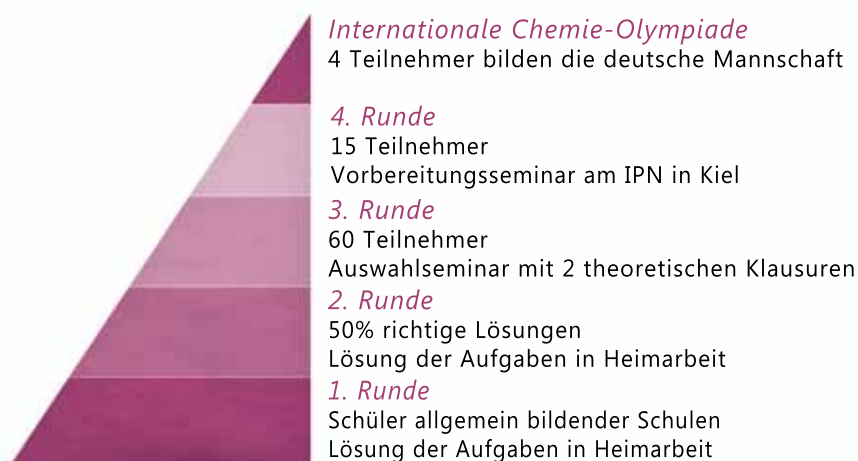 Internationale Chemie-Olympiade
4 Teilnehmer bilden die deutsche Mannschaft
4. Runde
15 Teilnehmer
Vorbereitungsseminar am IPN in Kiel
3. Runde
60 Teilnehmer
Auswahlseminar mit 2 theoretischen Klausuren
2. Runde
50% richtige Lösungen
Lösung der Aufgaben in Heimarbeit
1. Runde
Schüler allgemein bildender Schulen
Lösung der Aufgaben in Heimarbeit